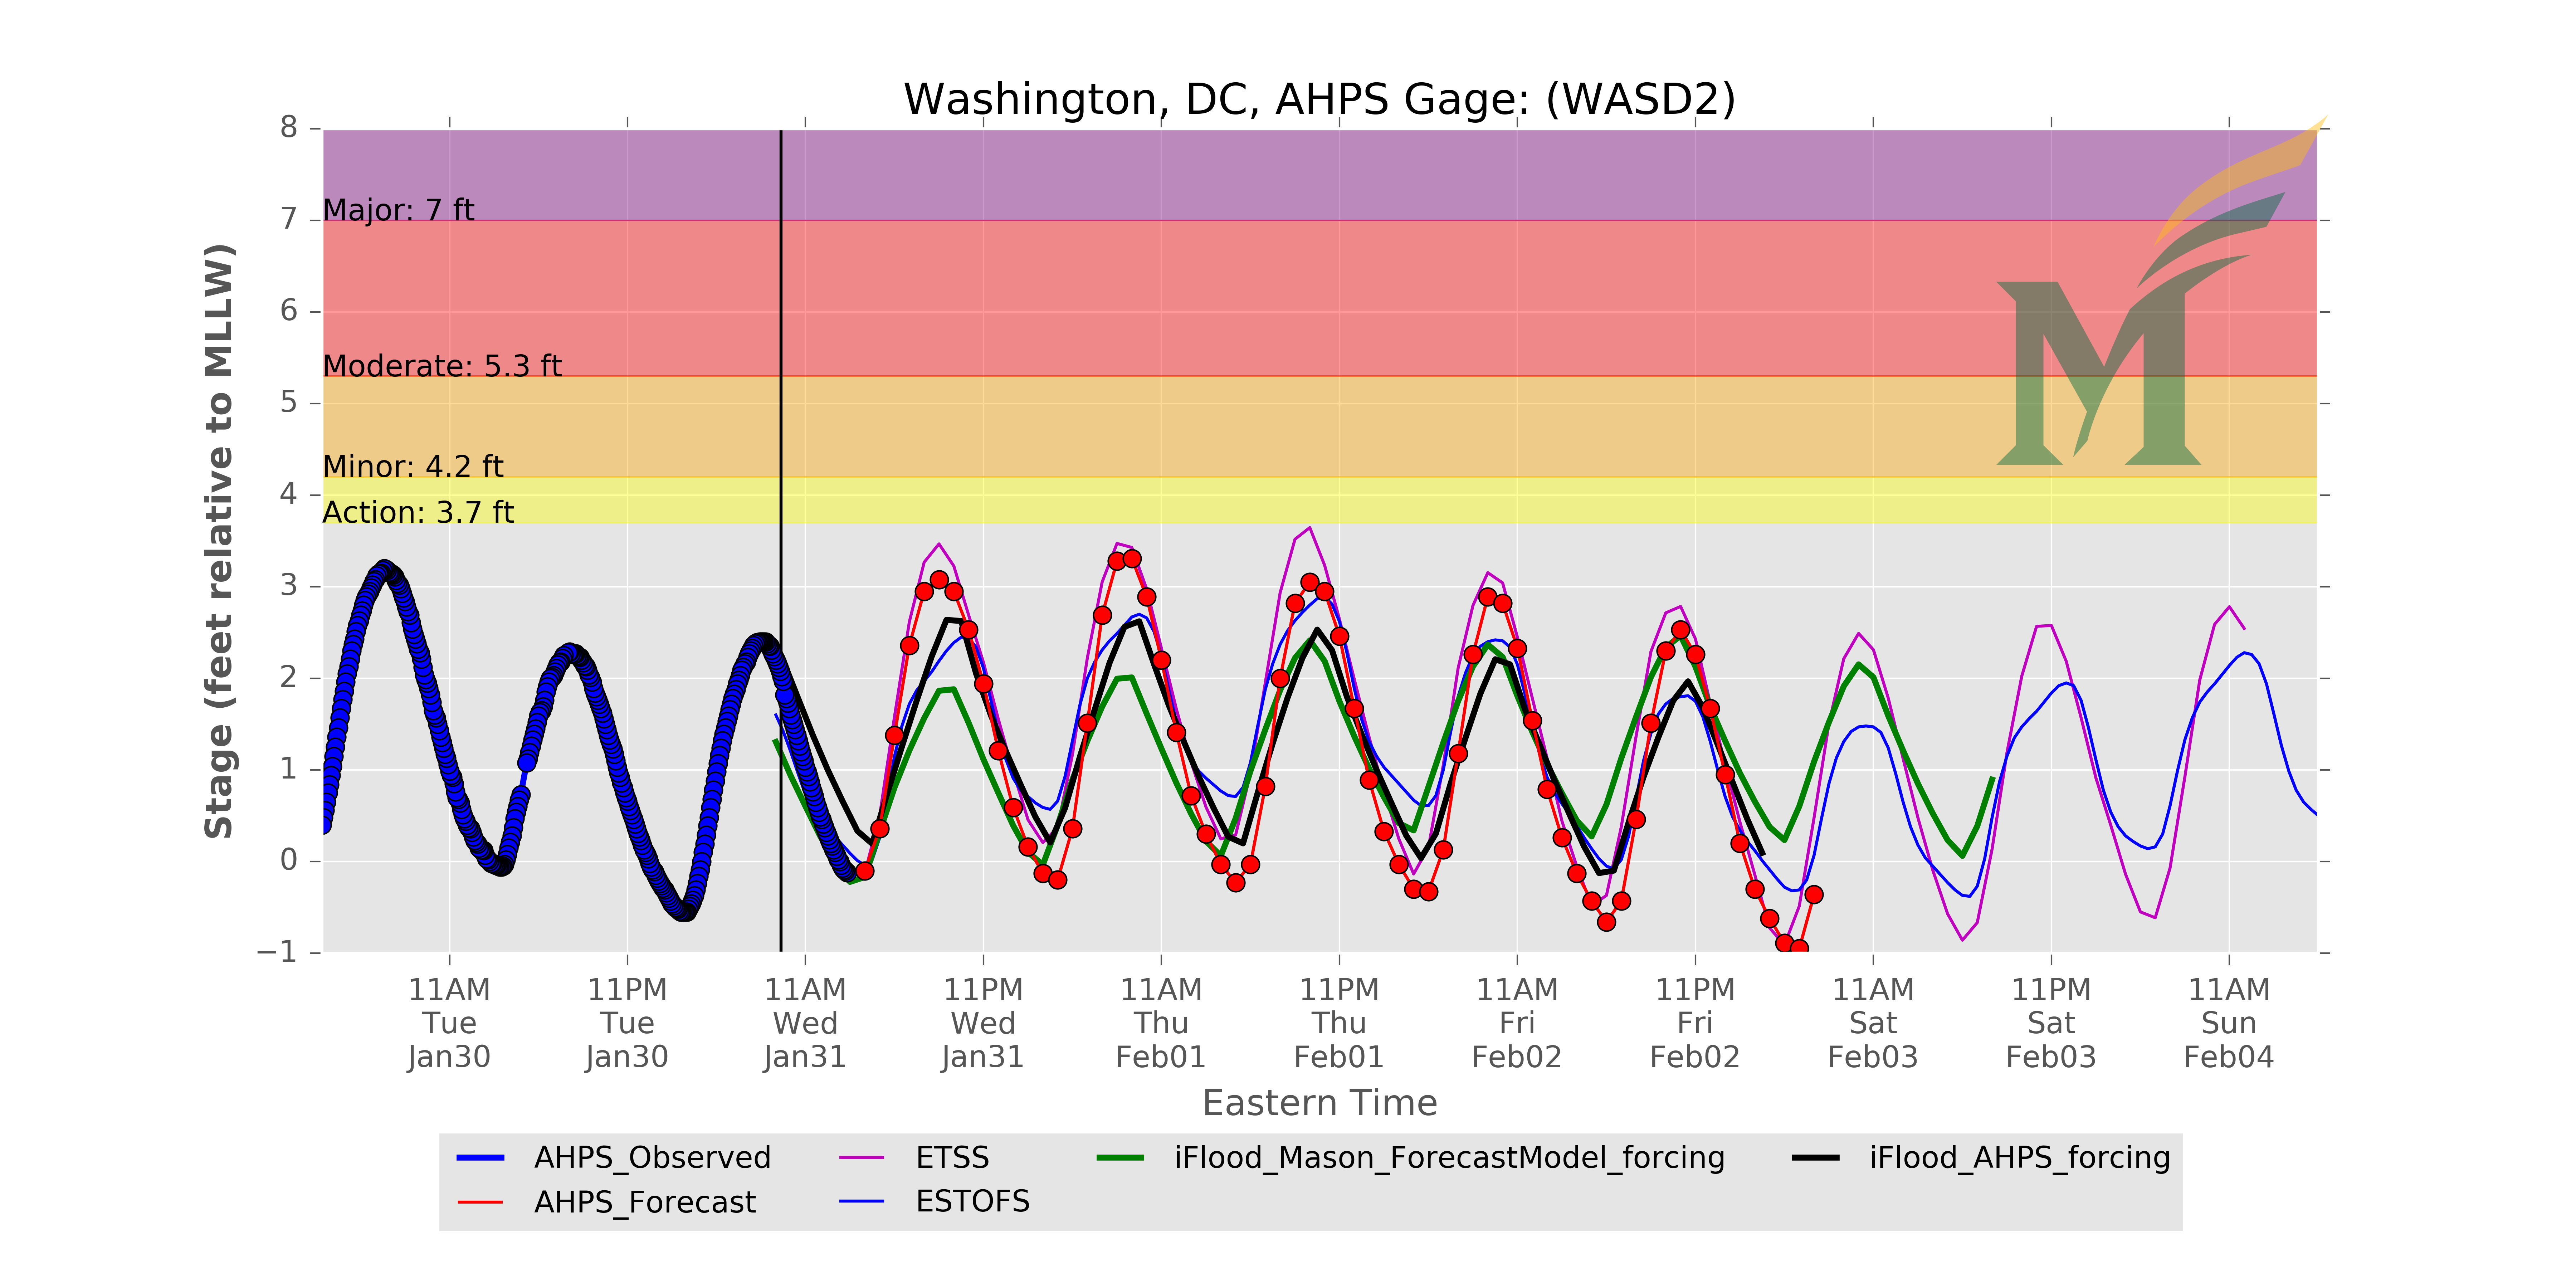 Washington, DC, AHPS Gage: (WASD2)
Stage (feet relative to MLLW)
8
7
6
5
4
3
2
1
0
−1
Major: 7 ft
Moderate: 5.3 ft
Minor: 4.2 ft
Action: 3.7 ft
11AM 11PM 11AM 11PM 11AM 11PM 11AM 11PM 11AM 11PM 11AM
Tue Tue Wed Wed Thu Thu Fri Fri Sat Sat Sun
Jan30 Jan30 Jan31 Jan31 Feb01 Feb01 Feb02 Feb02 Feb03 Feb03 Feb04
Eastern Time
AHPS_Observed ETSS iFlood_Mason_ForecastModel_forcing iFlood_AHPS_forcing
AHPS_Forecast ESTOFS